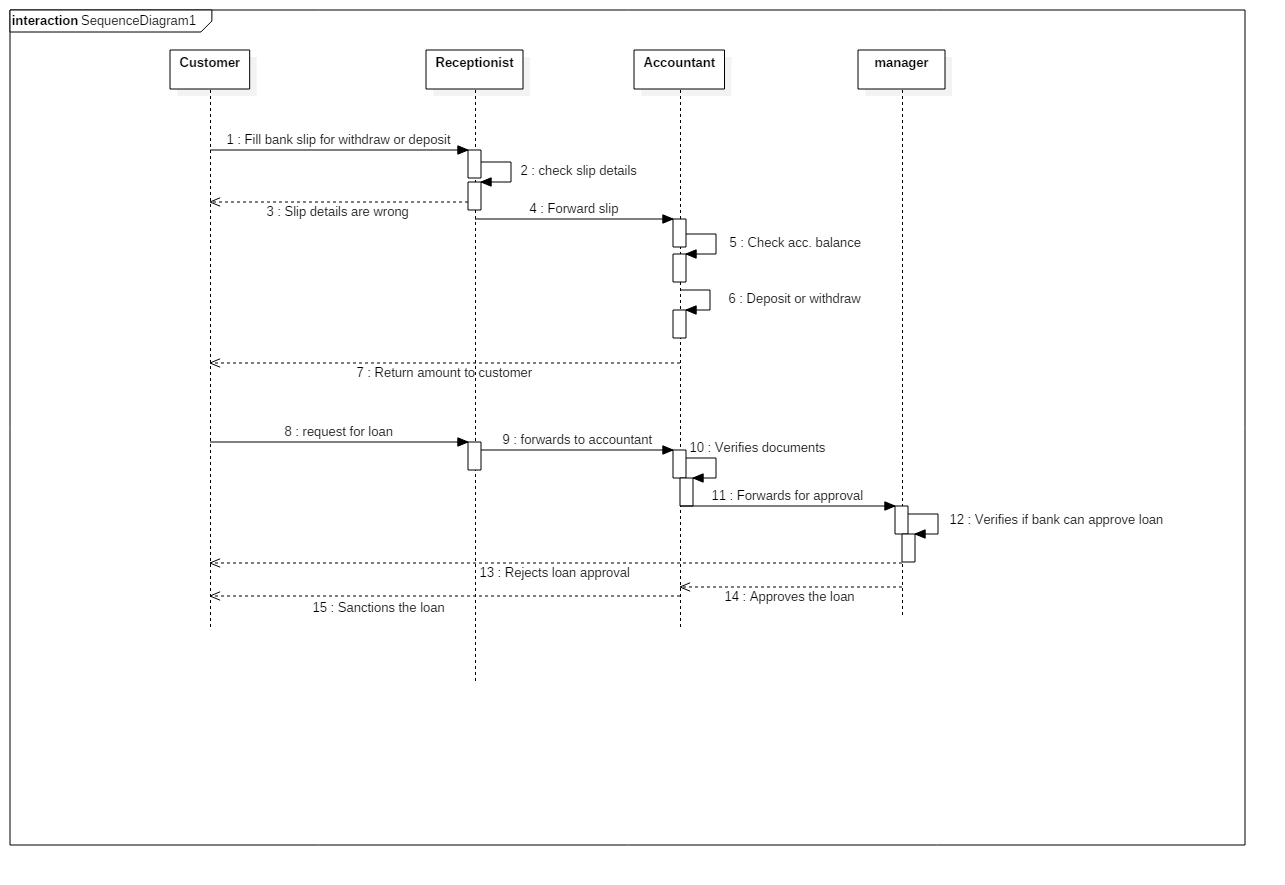 interaction SequenceDiagram1
Customer
Receptionist
Accountant
manager
1 : Fill bank slip for withdraw or deposit
2 : check slip details
3 : Slip details are wrong
4 : Forward slip
5 : Check acc. balance
6 : Deposit or withdraw
7 : Return amount to customer
8 : request for loan
9 : forwards to accountant
10 : Verifies documents
11 : Forwards for approval
12 : Verifies if bank can approve loan
13 : Rejects loan approval
14 : Approves the loan
15 : Sanctions the loan